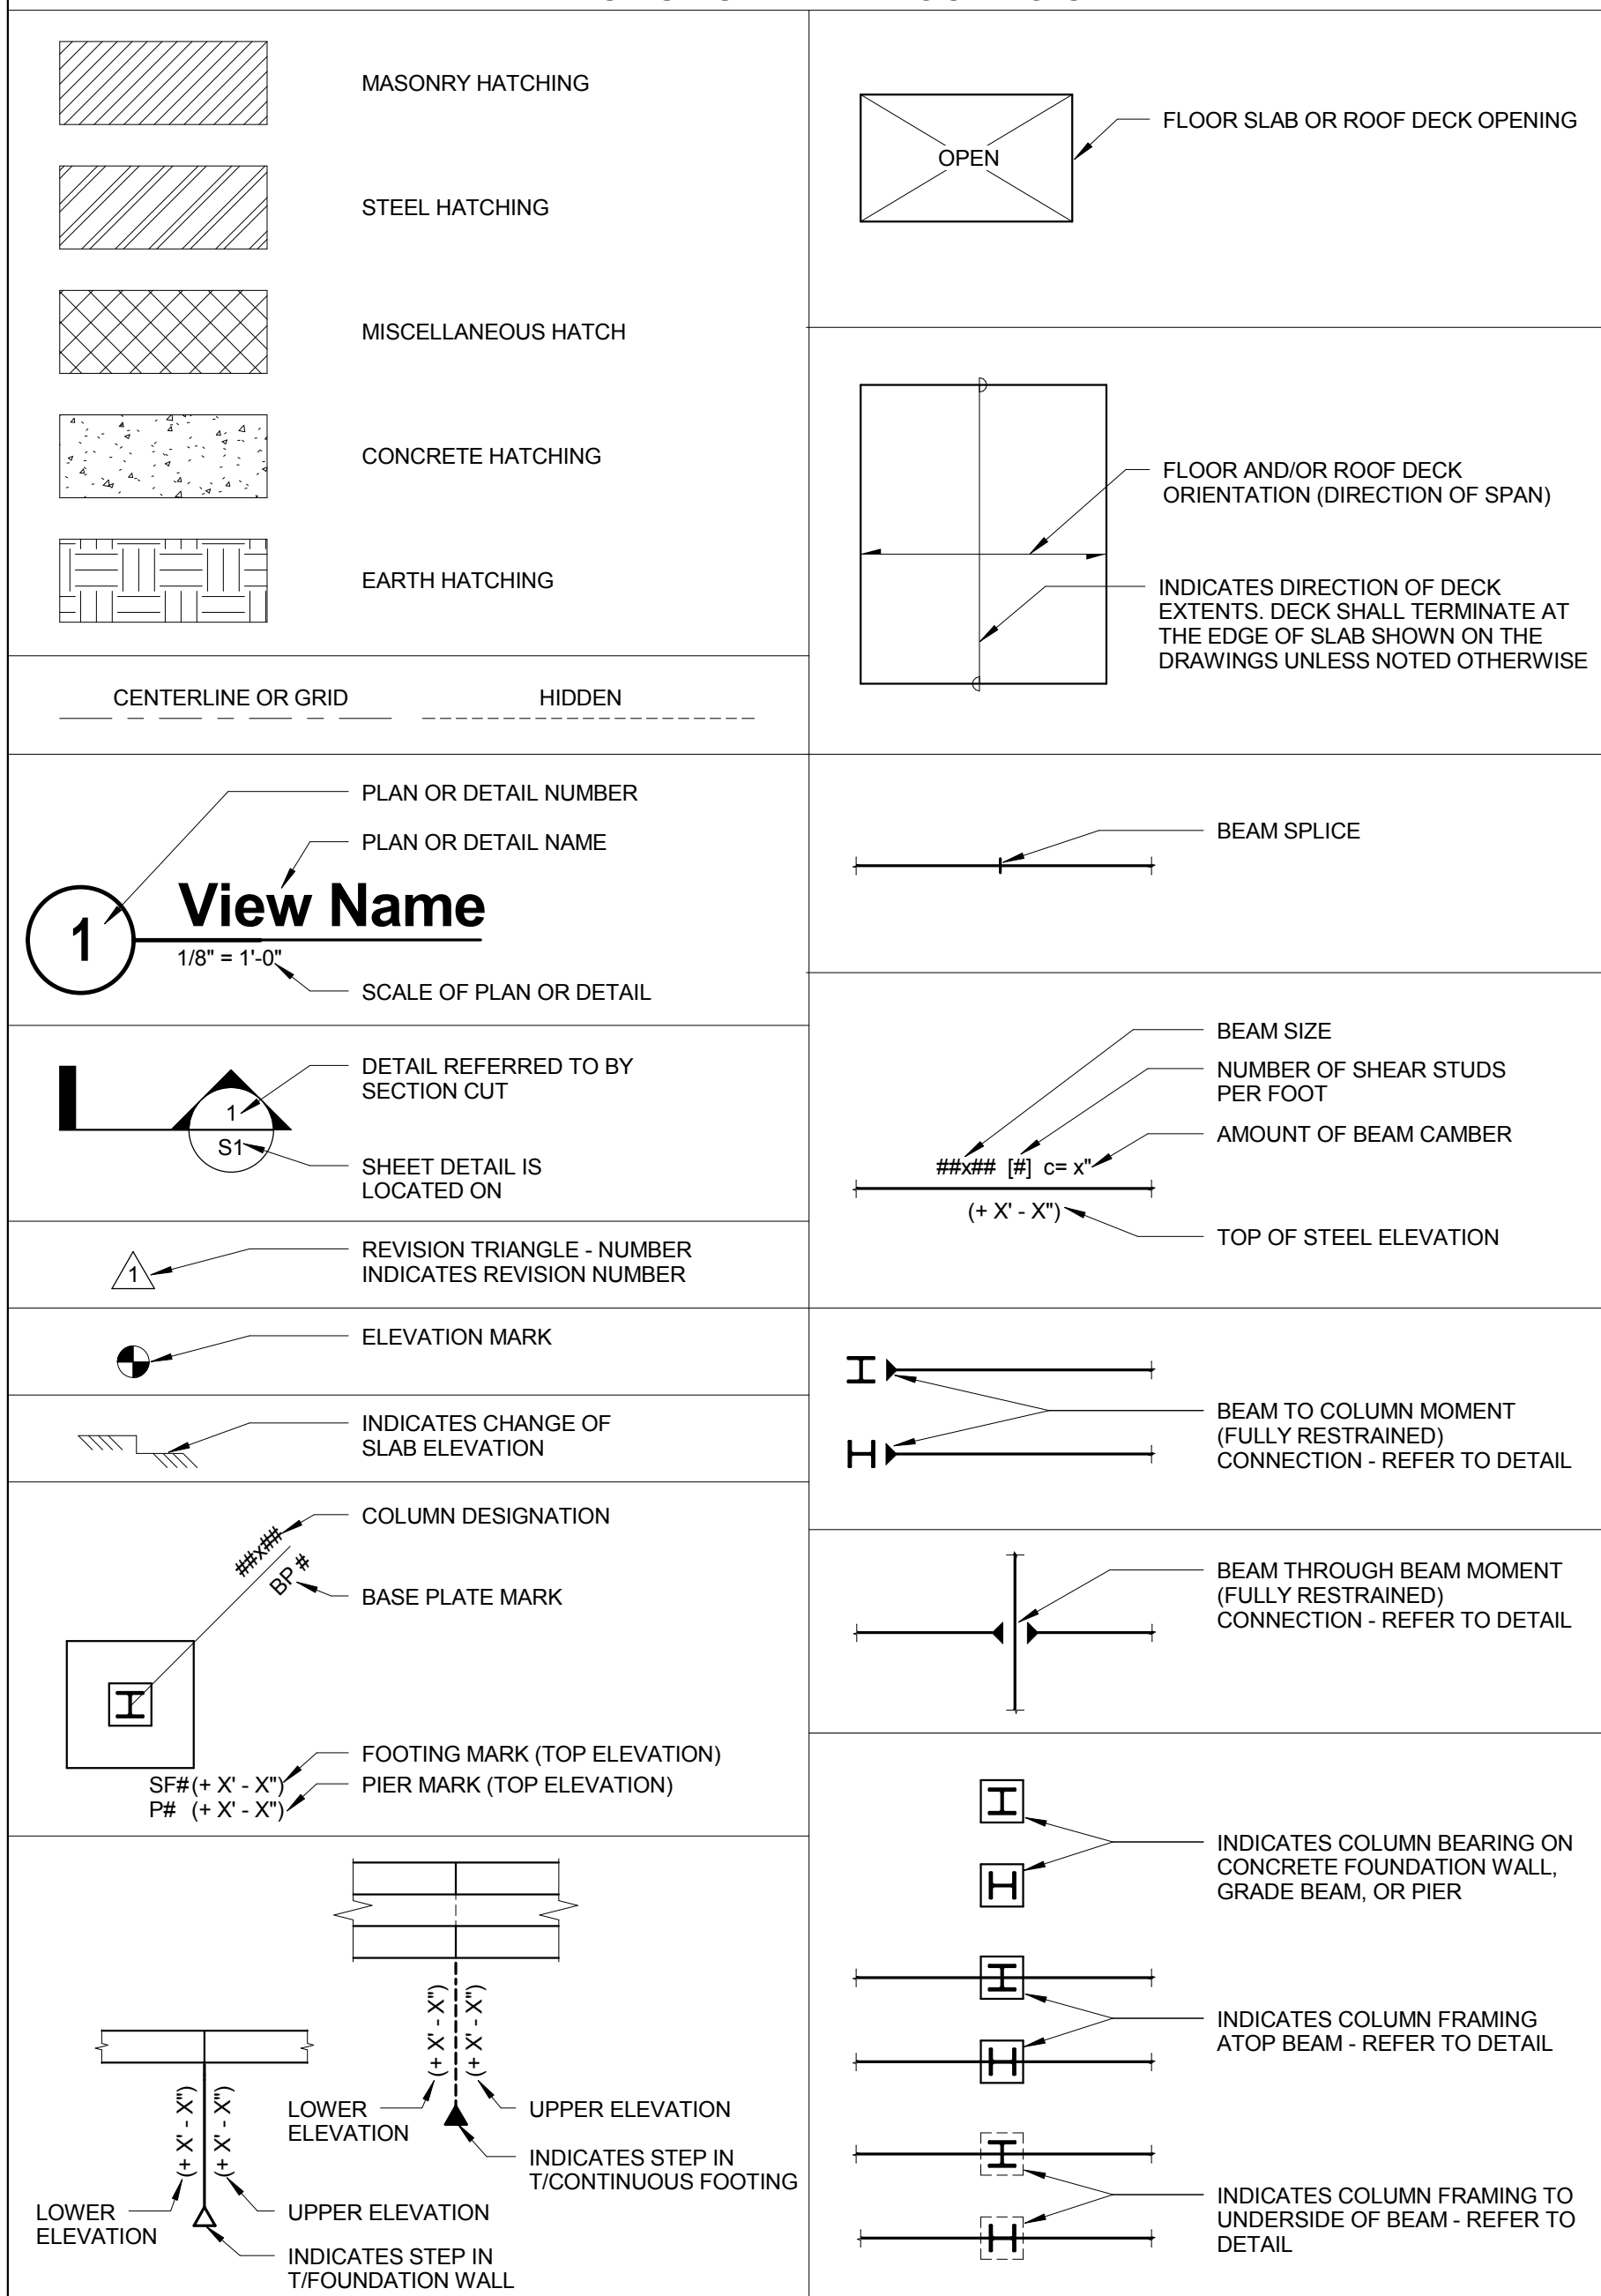 MASONRY HATCHING
STEEL HATCHING
MISCELLANEOUS HATCH
CONCRETE HATCHING
EARTH HATCHING
CENTERLINE OR GRID
HIDDEN
PLAN OR DETAIL NUMBER
PLAN OR DETAIL NAME
1
View Name
1/8" = 1'-0"
SCALE OF PLAN OR DETAIL
DETAIL REFERRED TO BY
SECTION CUT
1
S1
SHEET DETAIL IS
LOCATED ON
REVISION TRIANGLE - NUMBER
INDICATES REVISION NUMBER
1
ELEVATION MARK
INDICATES CHANGE OF
SLAB ELEVATION
COLUMN DESIGNATION
##x##
BP #
BASE PLATE MARK
FOOTING MARK (TOP ELEVATION)
SF# (+ X' - X")
PIER MARK (TOP ELEVATION)
P# (+ X' - X")
(+ X' - X")
(+ X' - X")
LOWER
ELEVATION
UPPER ELEVATION
INDICATES STEP IN
T/CONTINUOUS FOOTING
(+ X' - X")
(+ X' - X")
LOWER
ELEVATION
UPPER ELEVATION
INDICATES STEP IN
T/FOUNDATION WALL
OPEN
FLOOR SLAB OR ROOF DECK OPENING
FLOOR AND/OR ROOF DECK
ORIENTATION (DIRECTION OF SPAN)
INDICATES DIRECTION OF DECK
EXTENTS. DECK SHALL TERMINATE AT
THE EDGE OF SLAB SHOWN ON THE
DRAWINGS UNLESS NOTED OTHERWISE
BEAM SPLICE
BEAM SIZE
NUMBER OF SHEAR STUDS
PER FOOT
AMOUNT OF BEAM CAMBER
##x## [#] c= x"
(+ X' - X")
TOP OF STEEL ELEVATION
BEAM TO COLUMN MOMENT
(FULLY RESTRAINED)
CONNECTION - REFER TO DETAIL
BEAM THROUGH BEAM MOMENT
(FULLY RESTRAINED)
CONNECTION - REFER TO DETAIL
INDICATES COLUMN BEARING ON
CONCRETE FOUNDATION WALL,
GRADE BEAM, OR PIER
INDICATES COLUMN FRAMING
ATOP BEAM - REFER TO DETAIL
INDICATES COLUMN FRAMING TO
UNDERSIDE OF BEAM - REFER TO
DETAIL